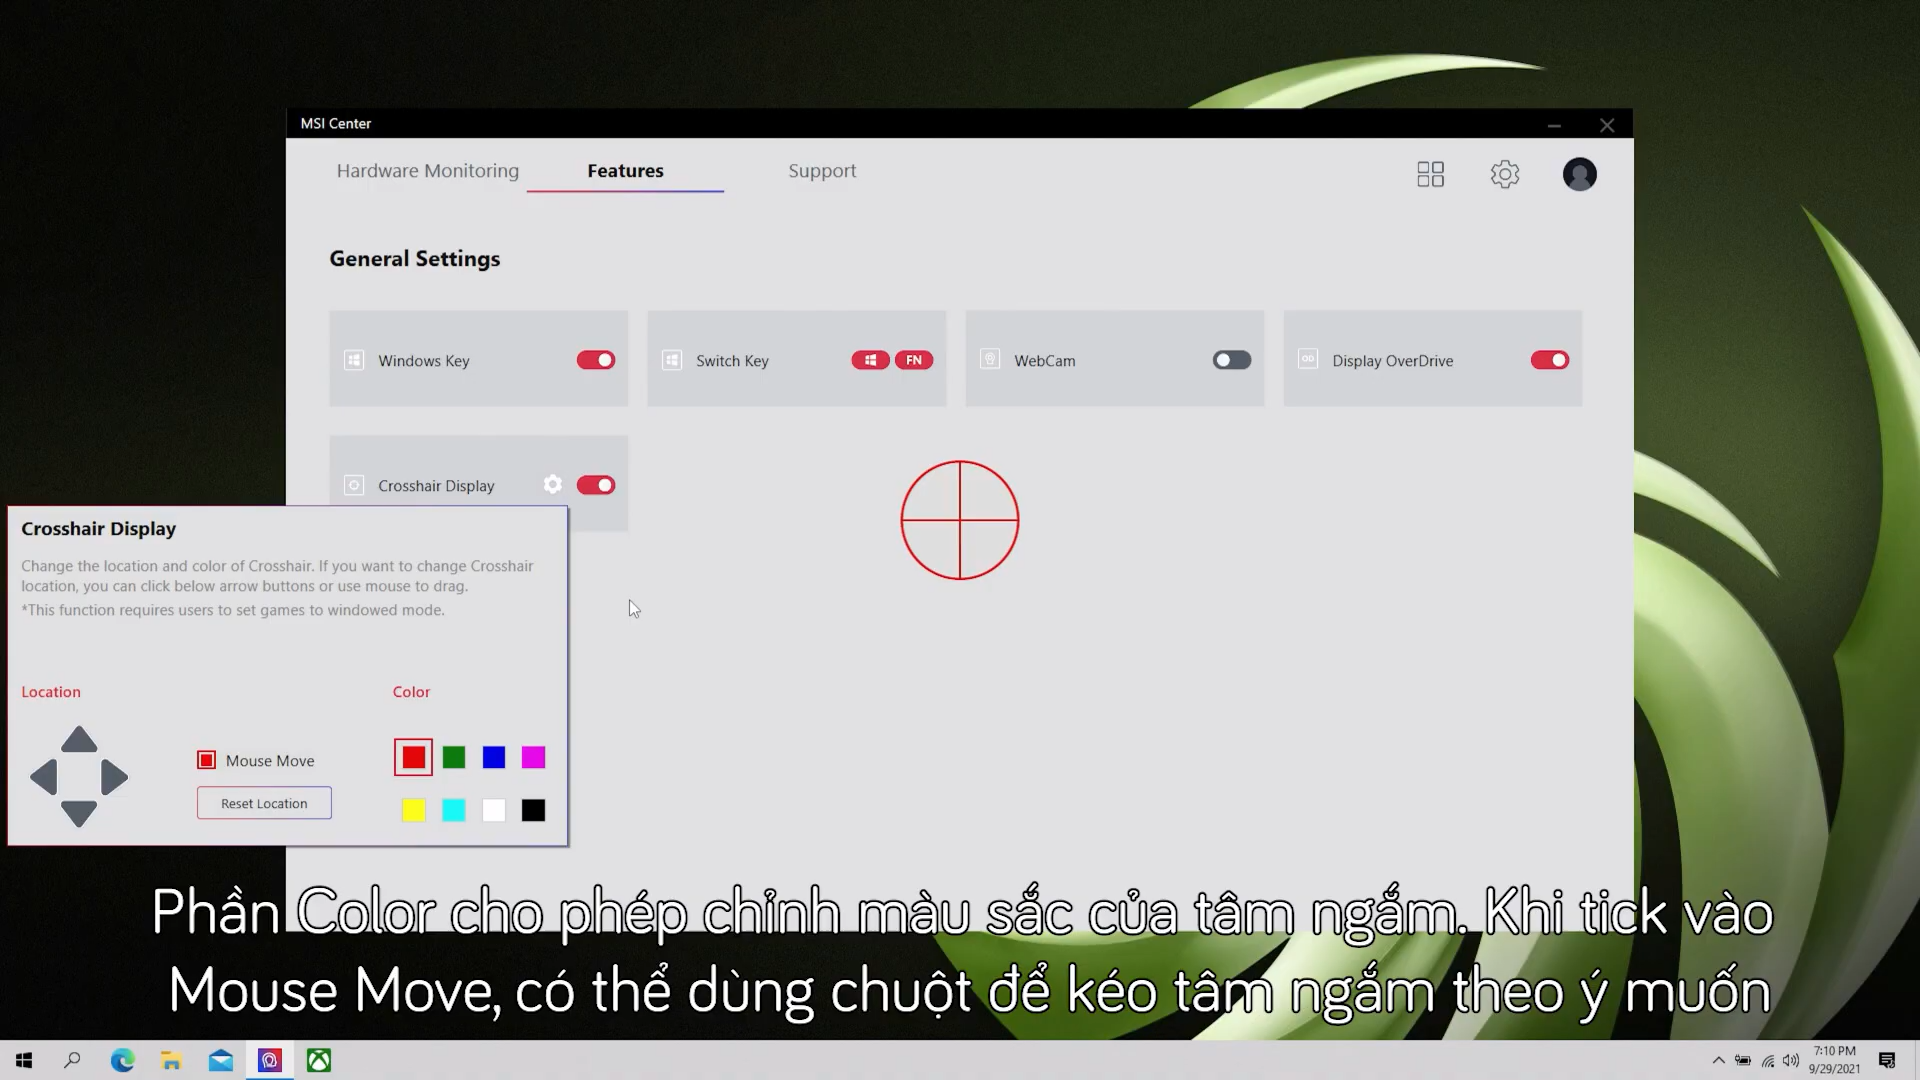 MSI Center
Hardware Monitoring
Features
Support
General Settings
Windows Key
Switch Key
FN
WebCam
OD
Display OverDrive
Crosshair Display
Crosshair Display
Change the location and color of Crosshair. If you want to change Crosshair
location, you can click below arrow buttons or use mouse to drag.
*This function requires users to set games to windowed mode.
Location
Color
Mouse Move
Reset Location
Phần Color cho phép chỉnh màu sắc của tâm ngắm. Khi tick vào
Mouse Move, có thể dùng chuột để kéo tâm ngắm theo ý muốn
7:10 PM
9/29/2021